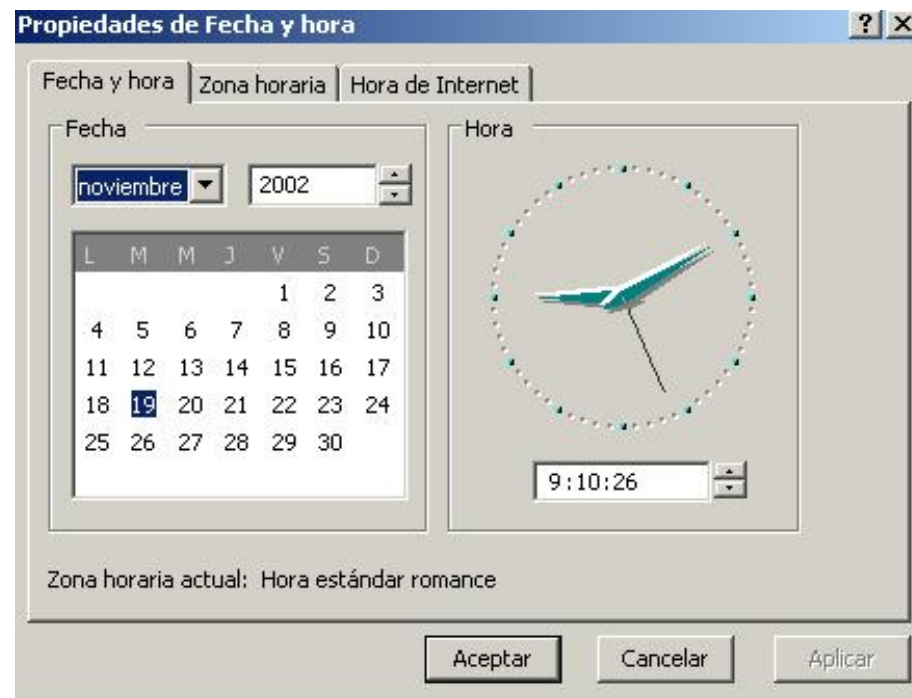 Propiedades de Fecha y hora ? X
Fecha y hora Zona horaria Hora de Internet
Fecha
noviembre 2002
L M M J V S D
1 2 3
4 5 6 7 8 9 10
11 12 13 14 15 16 17
18 19 20 21 22 23 24
25 26 27 28 29 30
Hora
9:10:26
Zona horaria actual: Hora estándar romance
Aceptar Cancelar Aplicar